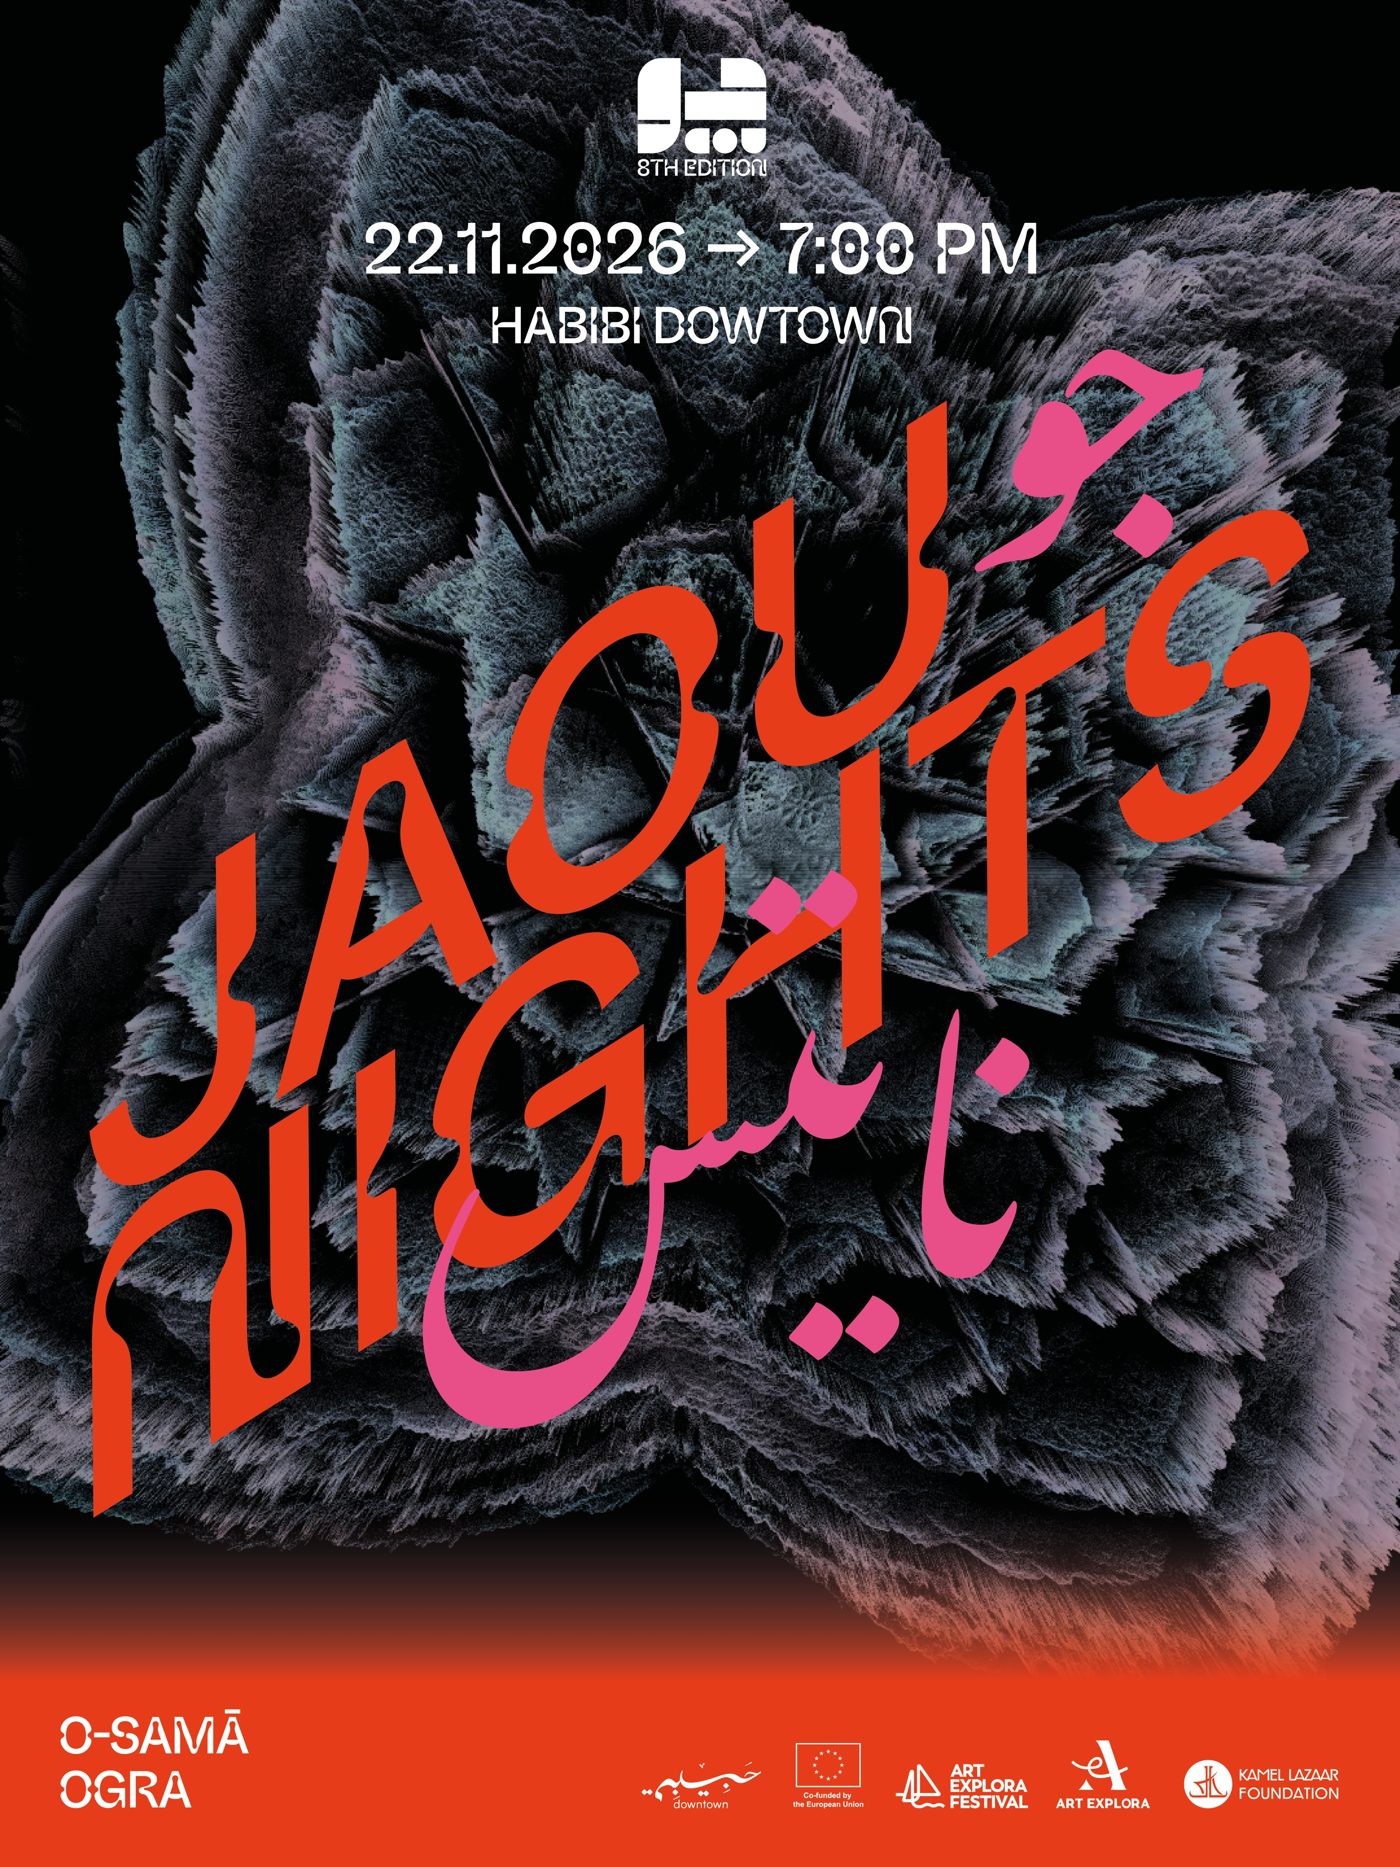 8TH EDITION
22.11.2026 → 7:00 PM
HABIBI DOWTOWN
جو
JAOU
NIGHTS
نايتس
O-SAMĀ
OGRA
حبيبي
downtown
Co-funded by
the European Union
ART
EXPLORA
FESTIVAL
ART EXPLORA
KAMEL LAZAAR
FOUNDATION